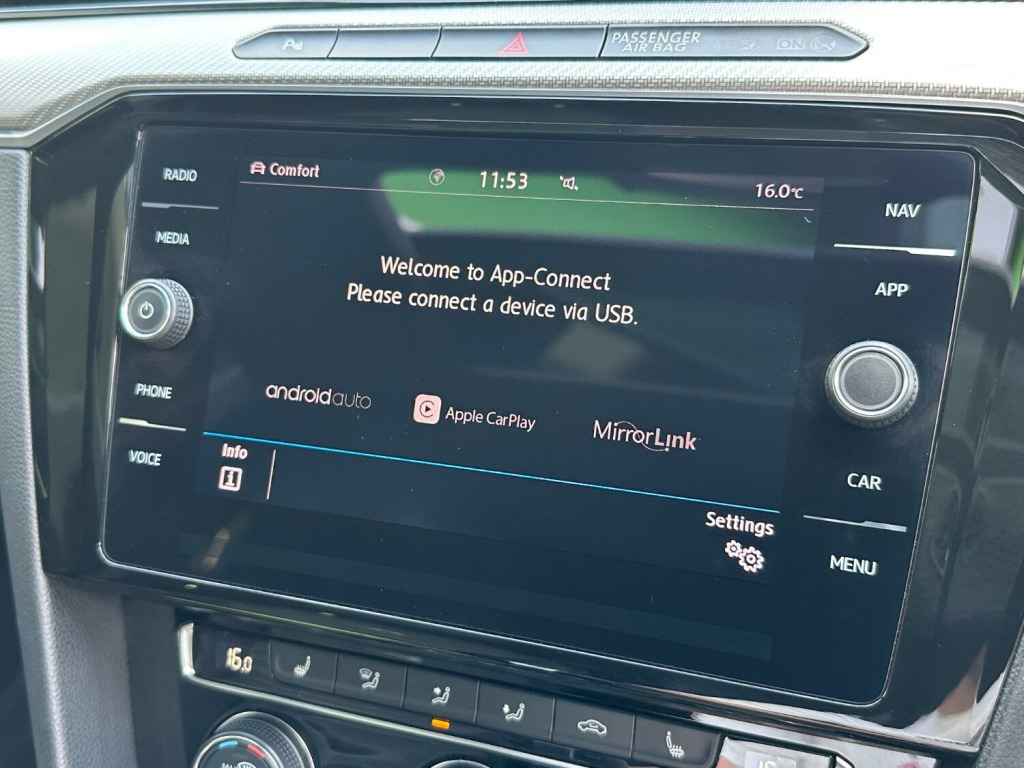 PASSENGER
AIR BAG
ON
RADIO
MEDIA
PHONE
VOICE
Comfort
11:53
16.0°C
Welcome to App-Connect
Please connect a device via USB.
androidauto
Apple CarPlay
MirrorLink
Info
Settings
NAV
APP
CAR
MENU
16.0